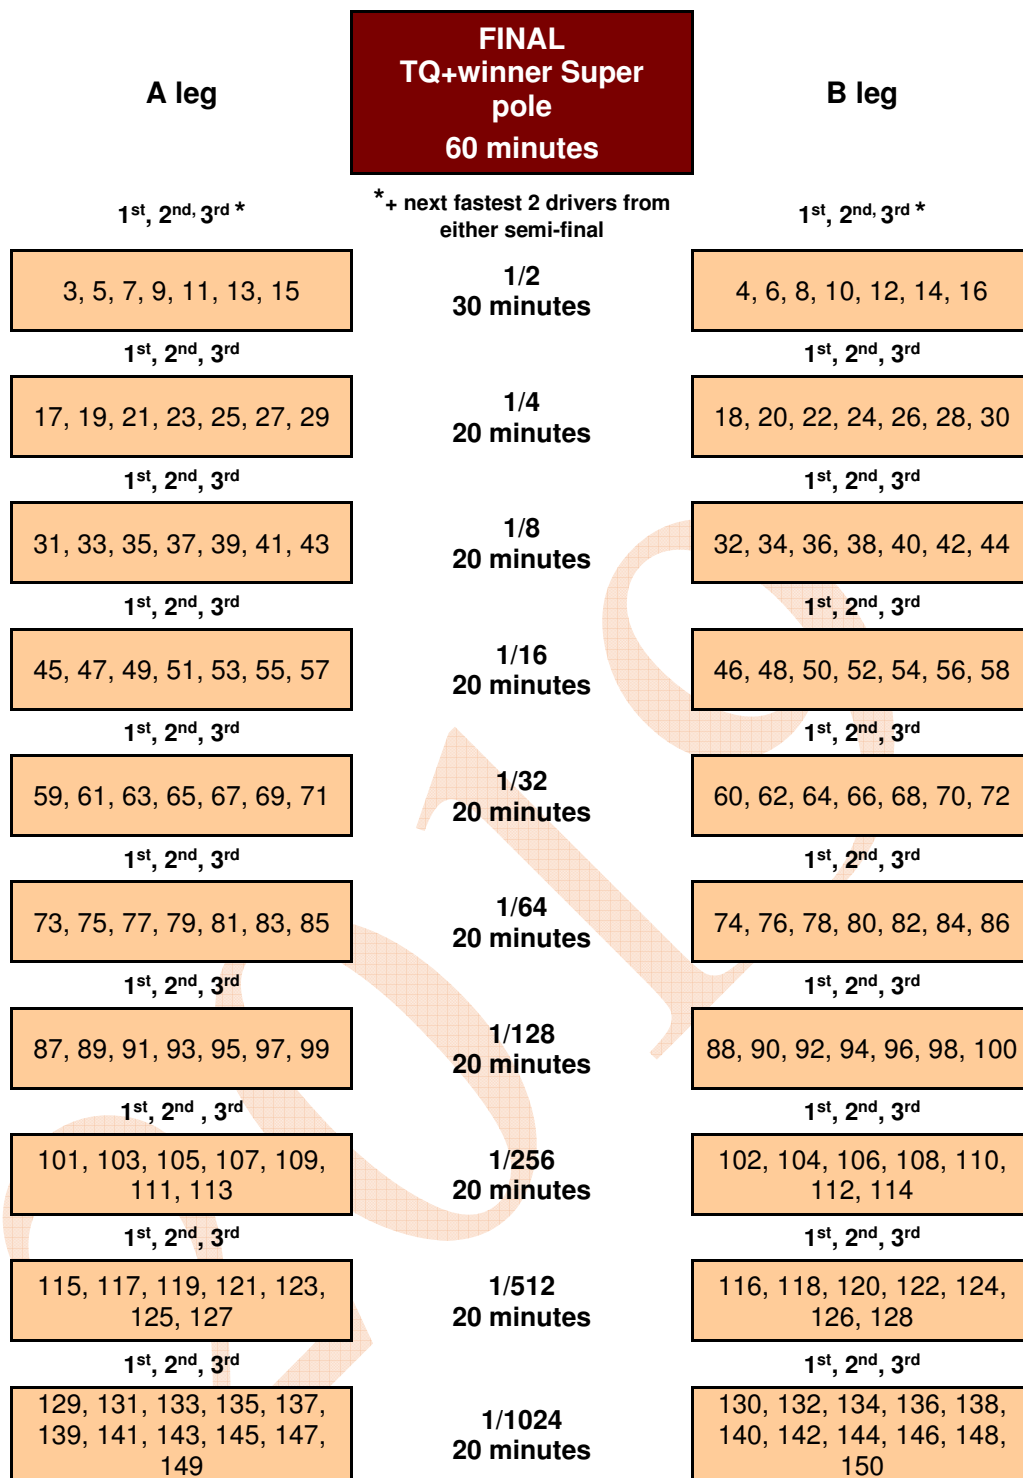 FINAL
TQ+winner Super
pole
60 minutes
A leg
B leg
1st, 2nd, 3rd *
*+ next fastest 2 drivers from
either semi-final
1st, 2nd, 3rd *
3, 5, 7, 9, 11, 13, 15
1/2
30 minutes
4, 6, 8, 10, 12, 14, 16
1st, 2nd, 3rd
1st, 2nd, 3rd
17, 19, 21, 23, 25, 27, 29
1/4
20 minutes
18, 20, 22, 24, 26, 28, 30
1st, 2nd, 3rd
1st, 2nd, 3rd
31, 33, 35, 37, 39, 41, 43
1/8
20 minutes
32, 34, 36, 38, 40, 42, 44
1st, 2nd, 3rd
1st, 2nd, 3rd
45, 47, 49, 51, 53, 55, 57
1/16
20 minutes
46, 48, 50, 52, 54, 56, 58
1st, 2nd, 3rd
1st, 2nd, 3rd
59, 61, 63, 65, 67, 69, 71
1/32
20 minutes
60, 62, 64, 66, 68, 70, 72
1st, 2nd, 3rd
1st, 2nd, 3rd
73, 75, 77, 79, 81, 83, 85
1/64
20 minutes
74, 76, 78, 80, 82, 84, 86
1st, 2nd, 3rd
1st, 2nd, 3rd
87, 89, 91, 93, 95, 97, 99
1/128
20 minutes
88, 90, 92, 94, 96, 98, 100
1st, 2nd , 3rd
1st, 2nd, 3rd
101, 103, 105, 107, 109,
111, 113
1/256
20 minutes
102, 104, 106, 108, 110,
112, 114
1st, 2nd, 3rd
1st, 2nd, 3rd
115, 117, 119, 121, 123,
125, 127
1/512
20 minutes
116, 118, 120, 122, 124,
126, 128
1st, 2nd, 3rd
1st, 2nd, 3rd
129, 131, 133, 135, 137,
139, 141, 143, 145, 147,
149
1/1024
20 minutes
130, 132, 134, 136, 138,
140, 142, 144, 146, 148,
150
2019